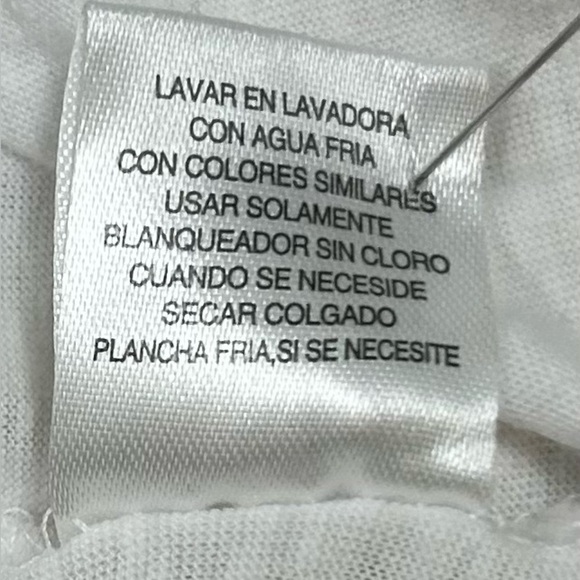 LAVAR EN LAVADORA
CON AGUA FRIA
CON COLORES SIMILARES
USAR SOLAMENTE
BLANQUEADOR SIN CLORO
CUANDO SE NECESIDE
SECAR COLGADO
PLANCHA FRIA,SI SE NECESITE